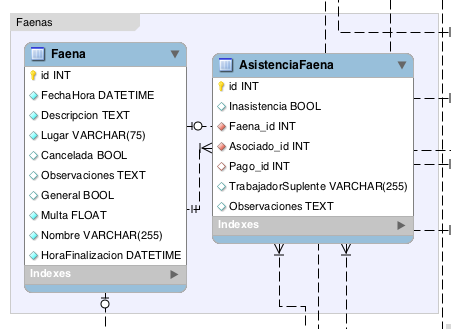 Faenas
Faena
id INT
FechaHora DATETIME
Descripcion TEXT
Lugar VARCHAR(75)
Cancelada BOOL
Observaciones TEXT
General BOOL
Multa FLOAT
Nombre VARCHAR(255)
HoraFinalizacion DATETIME
Indexes
AsistenciaFaena
id INT
Inasistencia BOOL
Faena_id INT
Asociado_id INT
Pago_id INT
TrabajadorSuplente VARCHAR(255)
Observaciones TEXT
Indexes